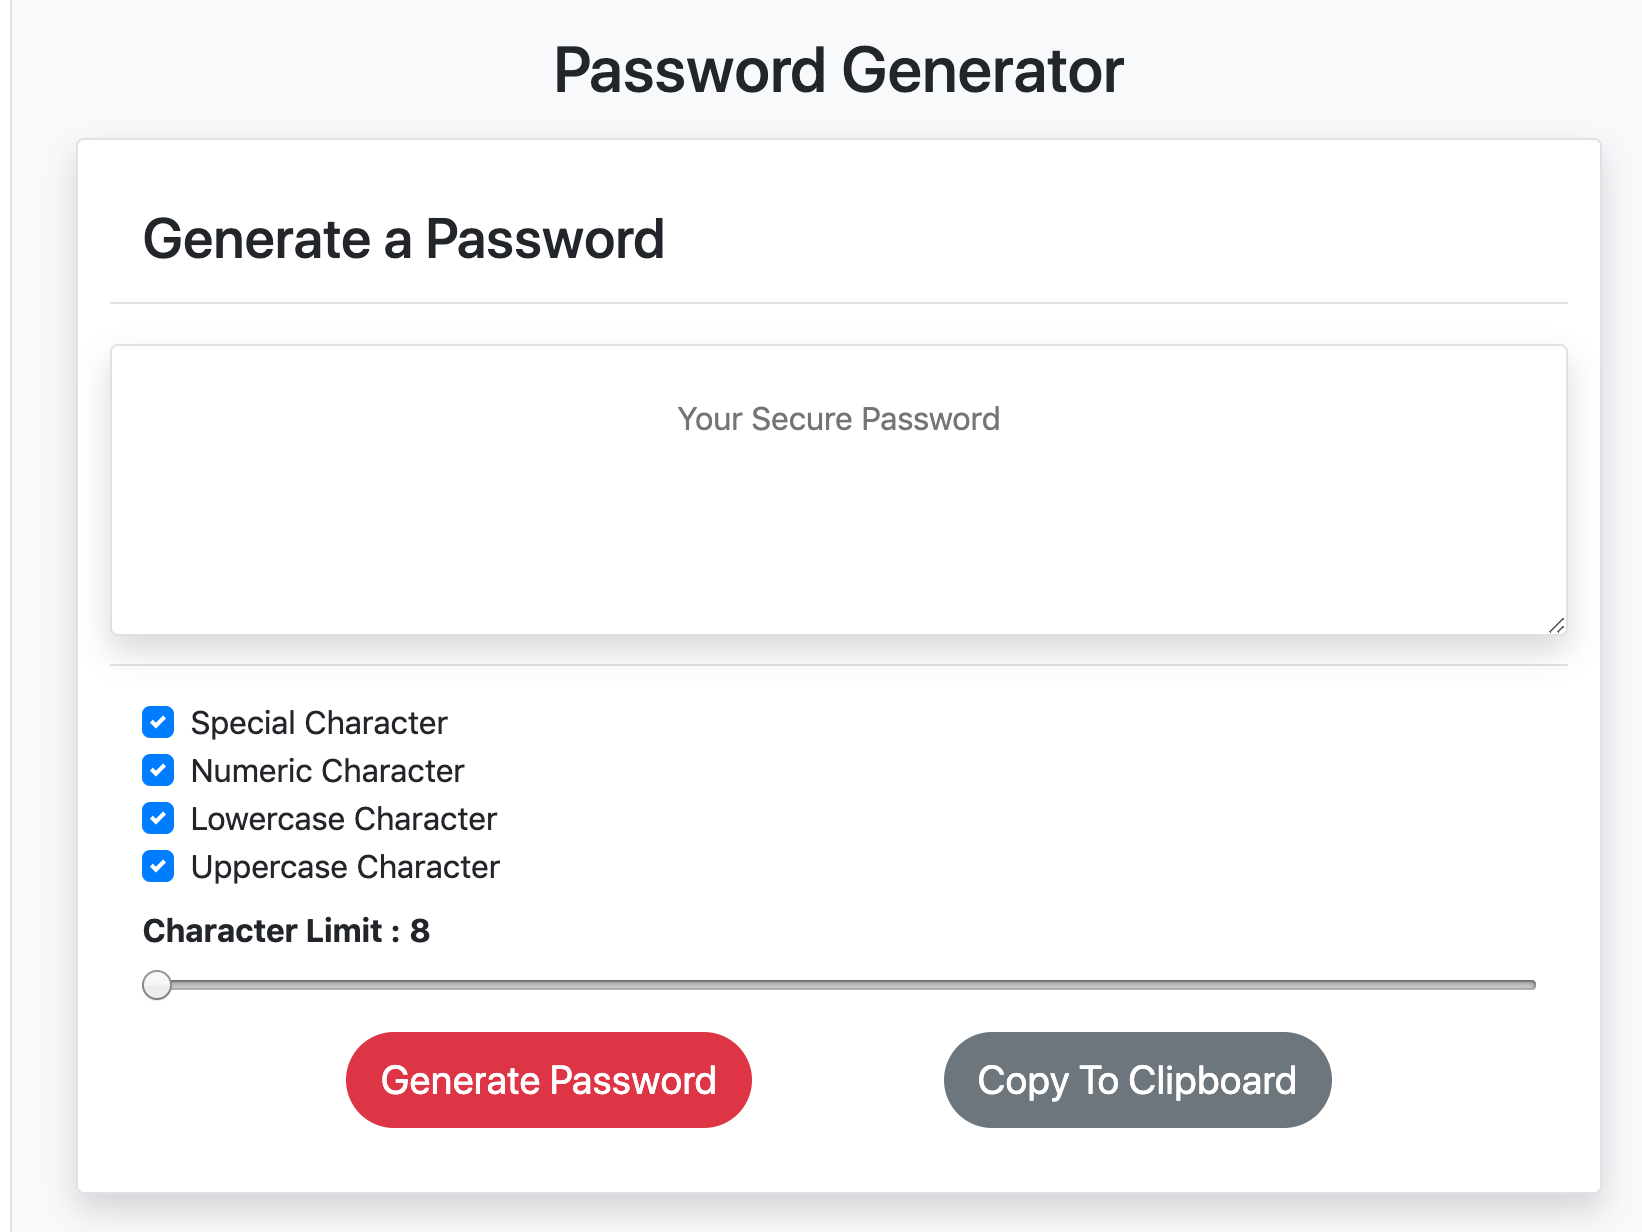 Password Generator
Generate a Password
Your Secure Password
Special Character
Numeric Character
Lowercase Character
Uppercase Character
Character Limit : 8
Generate Password
Copy To Clipboard